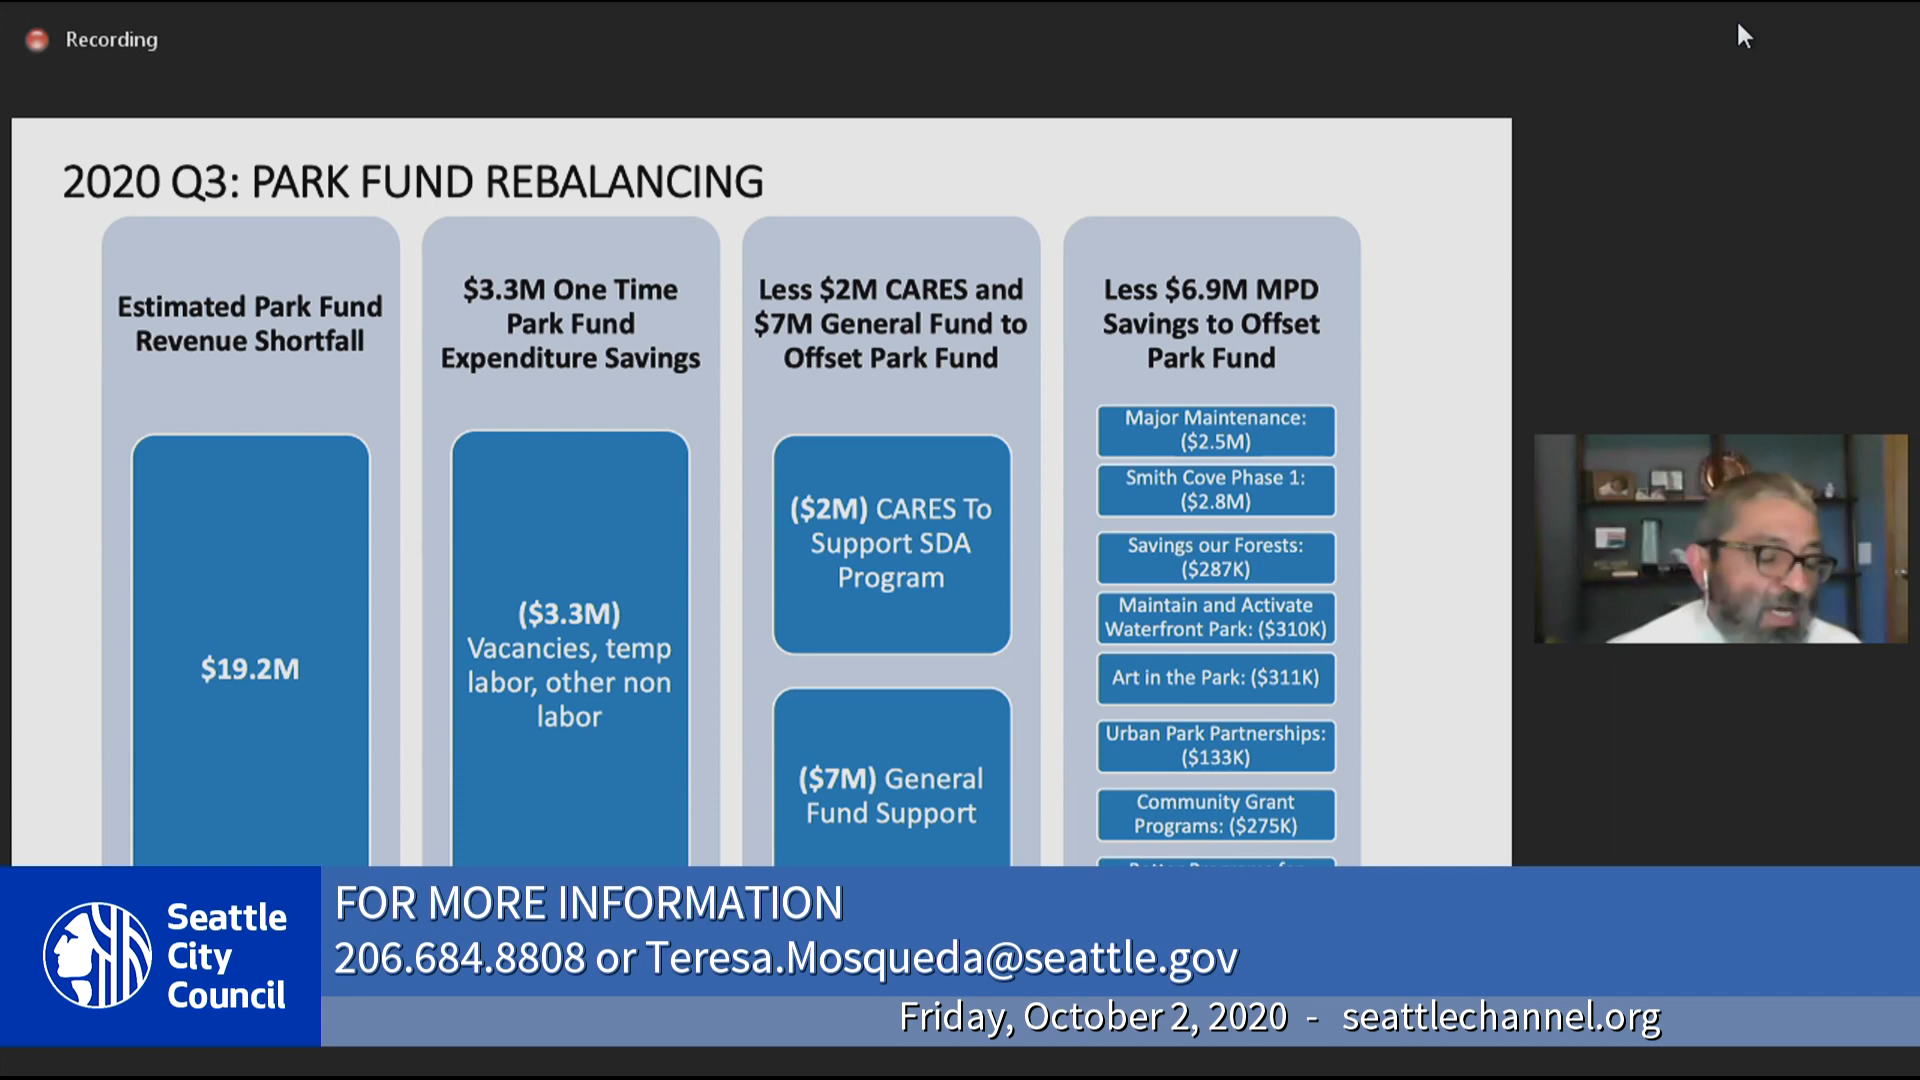 Recording
2020 Q3: PARK FUND REBALANCING
Estimated Park Fund
Revenue Shortfall
$19.2M
$3.3M One Time
Park Fund
Expenditure Savings
($3.3M)
Vacancies, temp
labor, other non
labor
Less $2M CARES and
$7M General Fund to
Offset Park Fund
($2M) CARES To
Support SDA
Program
($7M) General
Fund Support
Less $6.9M MPD
Savings to Offset
Park Fund
Major Maintenance:
($2.5M)
Smith Cove Phase 1:
($2.8M)
Savings our Forests:
($287K)
Maintain and Activate
Waterfront Park: ($310K)
Art in the Park: ($311K)
Urban Park Partnerships:
($133K)
Community Grant
Programs: ($275K)
Seattle
City
Council
FOR MORE INFORMATION
206.684.8808 or Teresa.Mosqueda@seattle.gov
Friday, October 2, 2020 - seattlechannel.org